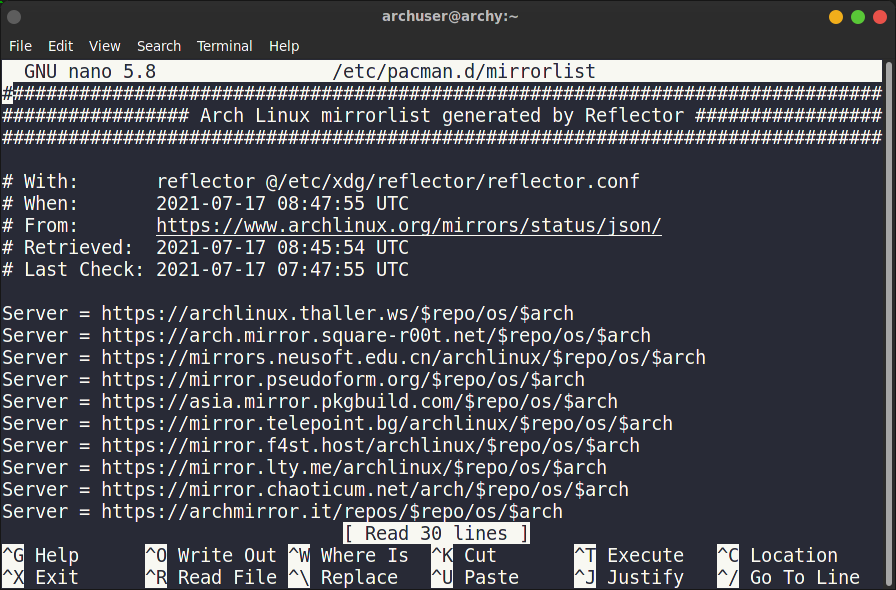 archuser@archy:~
File Edit View Search Terminal Help
GNU nano 5.8 /etc/pacman.d/mirrorlist
################################################################################
################# Arch Linux mirrorlist generated by Reflector #################
################################################################################
# With: reflector @/etc/xdg/reflector/reflector.conf
# When: 2021-07-17 08:47:55 UTC
# From: https://www.archlinux.org/mirrors/status/json/
# Retrieved: 2021-07-17 08:45:54 UTC
# Last Check: 2021-07-17 07:47:55 UTC
Server = https://archlinux.thaller.ws/$repo/os/$arch
Server = https://arch.mirror.square-r00t.net/$repo/os/$arch
Server = https://mirrors.neusoft.edu.cn/archlinux/$repo/os/$arch
Server = https://mirror.pseudoform.org/$repo/os/$arch
Server = https://asia.mirror.pkgbuild.com/$repo/os/$arch
Server = https://mirror.telepoint.bg/archlinux/$repo/os/$arch
Server = https://mirror.f4st.host/archlinux/$repo/os/$arch
Server = https://mirror.lty.me/archlinux/$repo/os/$arch
Server = https://mirror.chaoticum.net/arch/$repo/os/$arch
Server = https://archmirror.it/repos/$repo/os/$arch
[ Read 30 lines ]
^G Help ^O Write Out ^W Where Is ^K Cut ^T Execute ^C Location
^X Exit ^R Read File ^\ Replace ^U Paste ^J Justify ^/ Go To Line